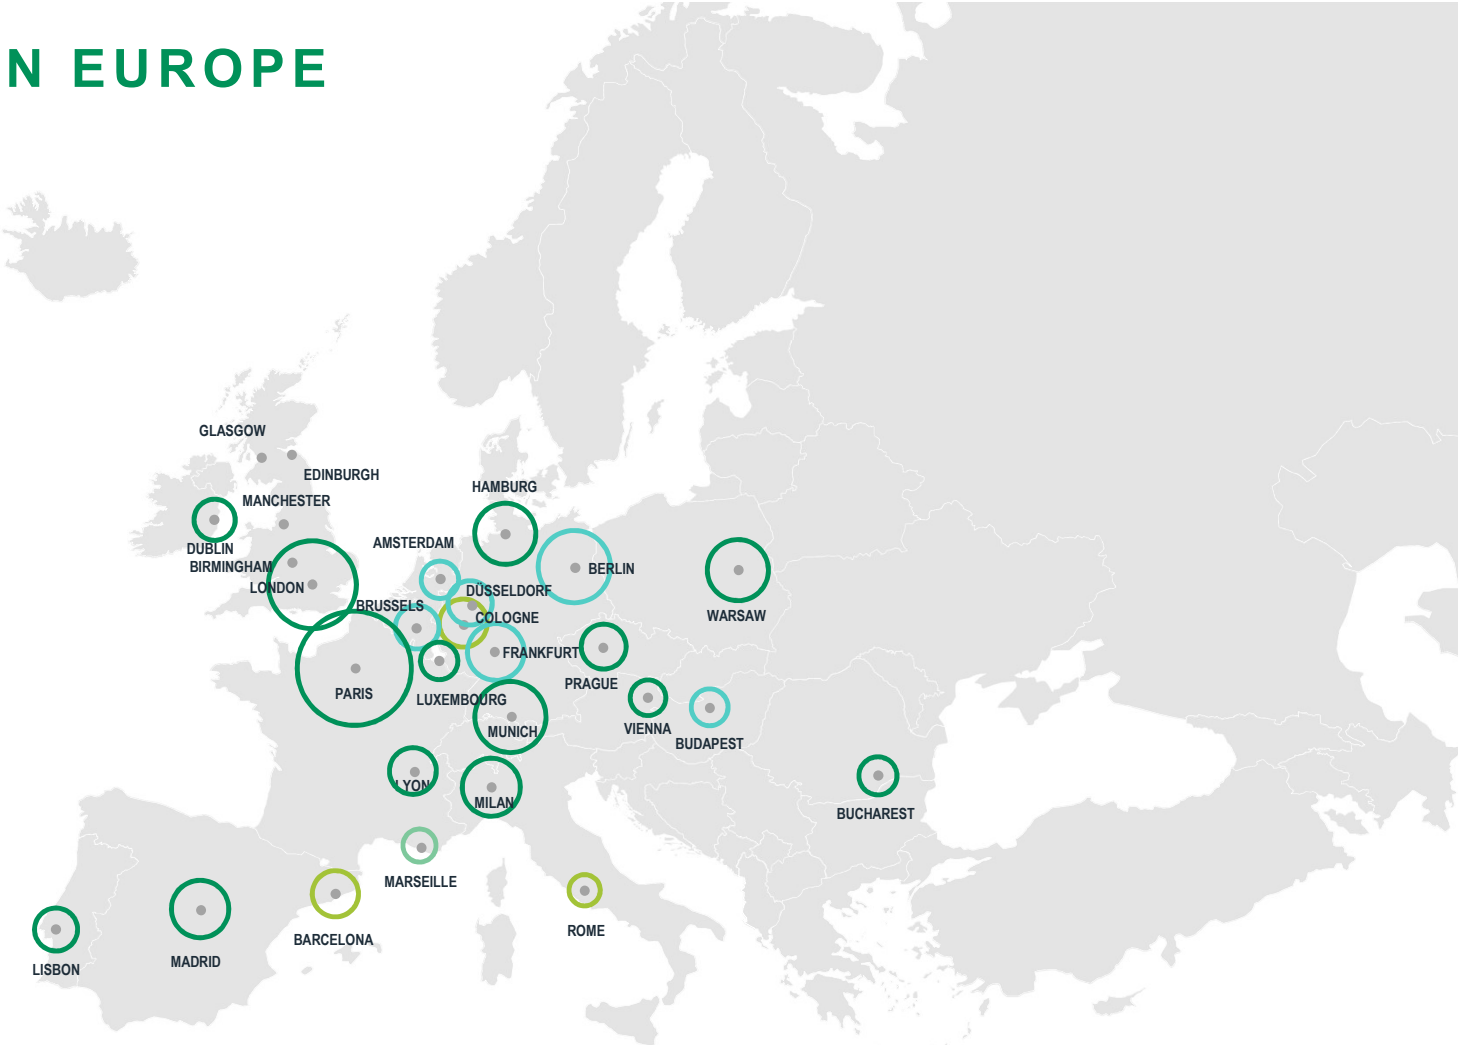 N EUROPE
GLASGOW
EDINBURGH
MANCHESTER
HAMBURG
DUBLIN
AMSTERDAM
BIRMINGHAM
BERLIN
LONDON
DÜSSELDORF
BRUSSELS
COLOGNE
WARSAW
FRANKFURT
PRAGUE
PARIS
LUXEMBOURG
VIENNA
MUNICH
BUDAPEST
LYON
MILAN
BUCHAREST
MARSEILLE
ROME
BARCELONA
MADRID
LISBON